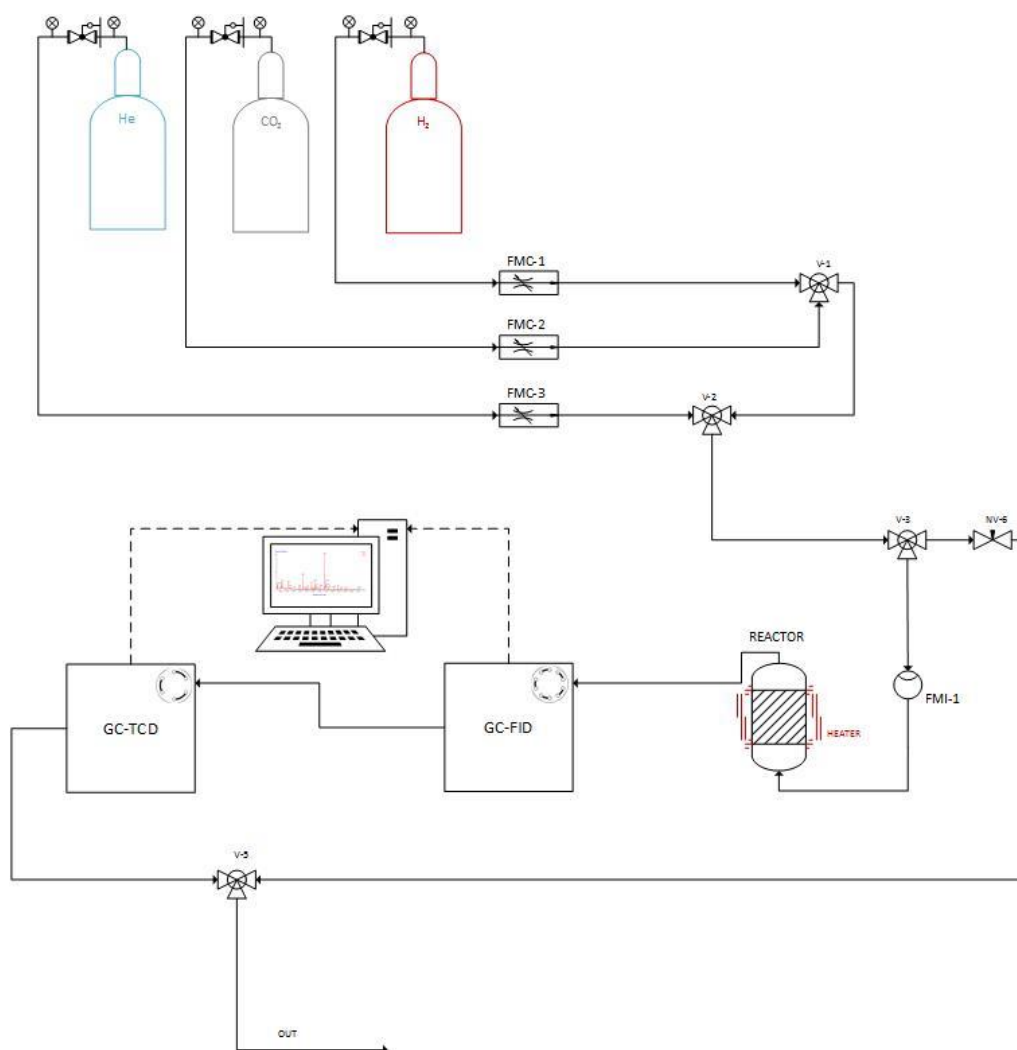 He
CO₂
H₂
FMC-1
V-1
FMC-2
FMC-3
V-2
V-3
NV-6
REACTOR
FMI-1
GC-TCD
GC-FID
HEATER
V-5
OUT